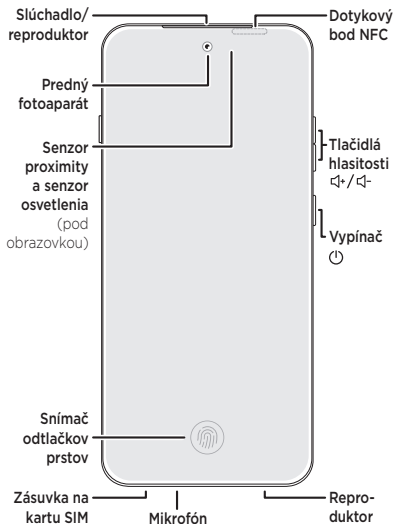 Slúchadlo/
reproduktor
Dotykový
bod NFC
Predný
fotoaparát
Senzor
proximity
a senzor
osvetlenia
(pod
obrazovkou)
Tlačidlá
hlasitosti
+/-
Vypínač
Snímač
odtlačkov
prstov
Zásuvka na
kartu SIM
Mikrofón
Repro-
duktor